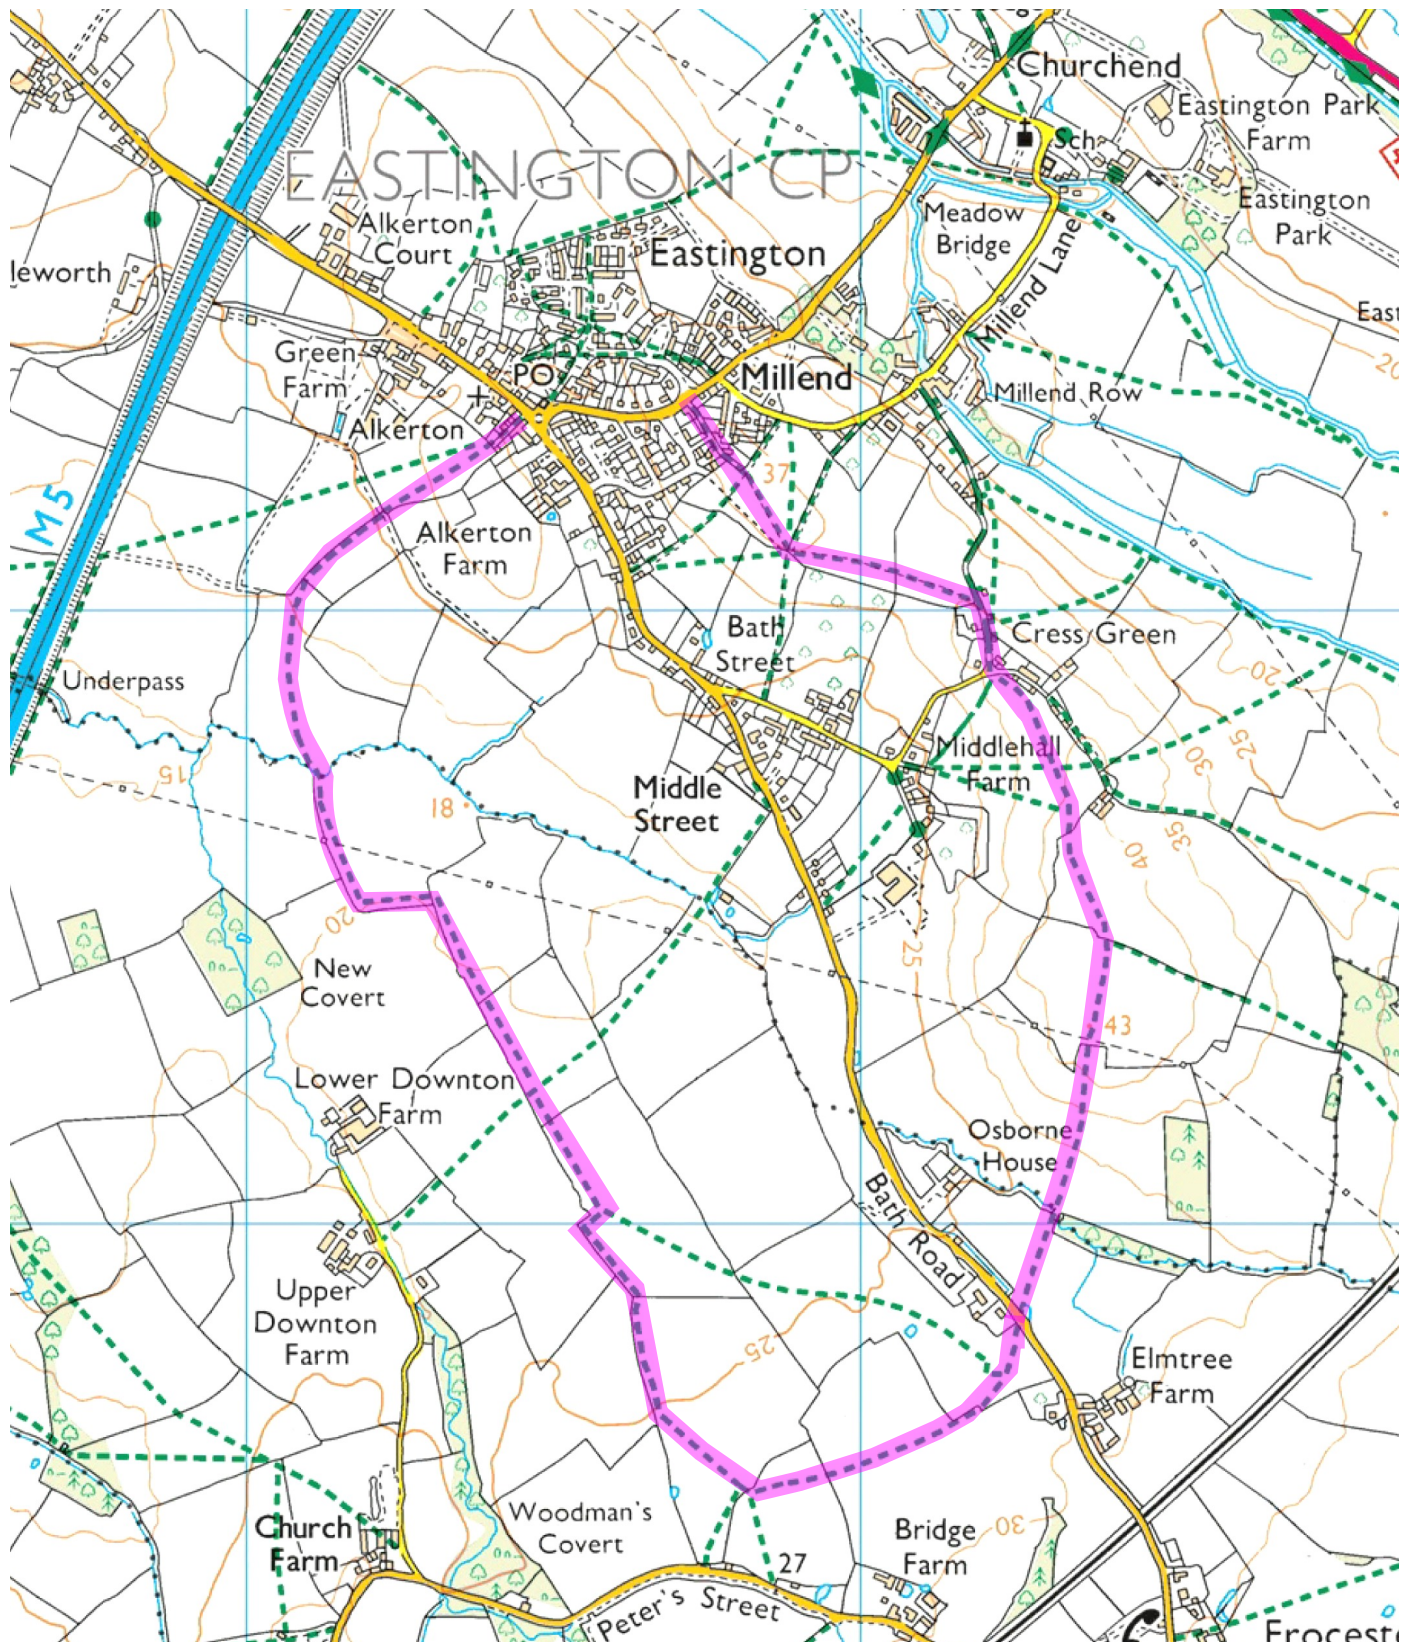 Churchend
Eastington Park
Farm
Sch
EASTINGTON CP
Alkerton
Court
Eastington
Meadow
Bridge
Eastington
Park
Millend Lane
leworth
East
Green
Farm
PO
Millend
Millend Row
20
Alkerton
37
M5
Alkerton
Farm
Bath
Street
Cress Green
20
Underpass
25
30
15
Middlehall
Farm
Middle
Street
18
35
40
20
25
New
Covert
43
Lower Downton
Farm
Osborne
House
Bath Road
Upper
Downton
Farm
25
Elmtree
Farm
Woodman's
Covert
Church
Farm
Bridge
Farm
30
27
Peter's Street
Frocest